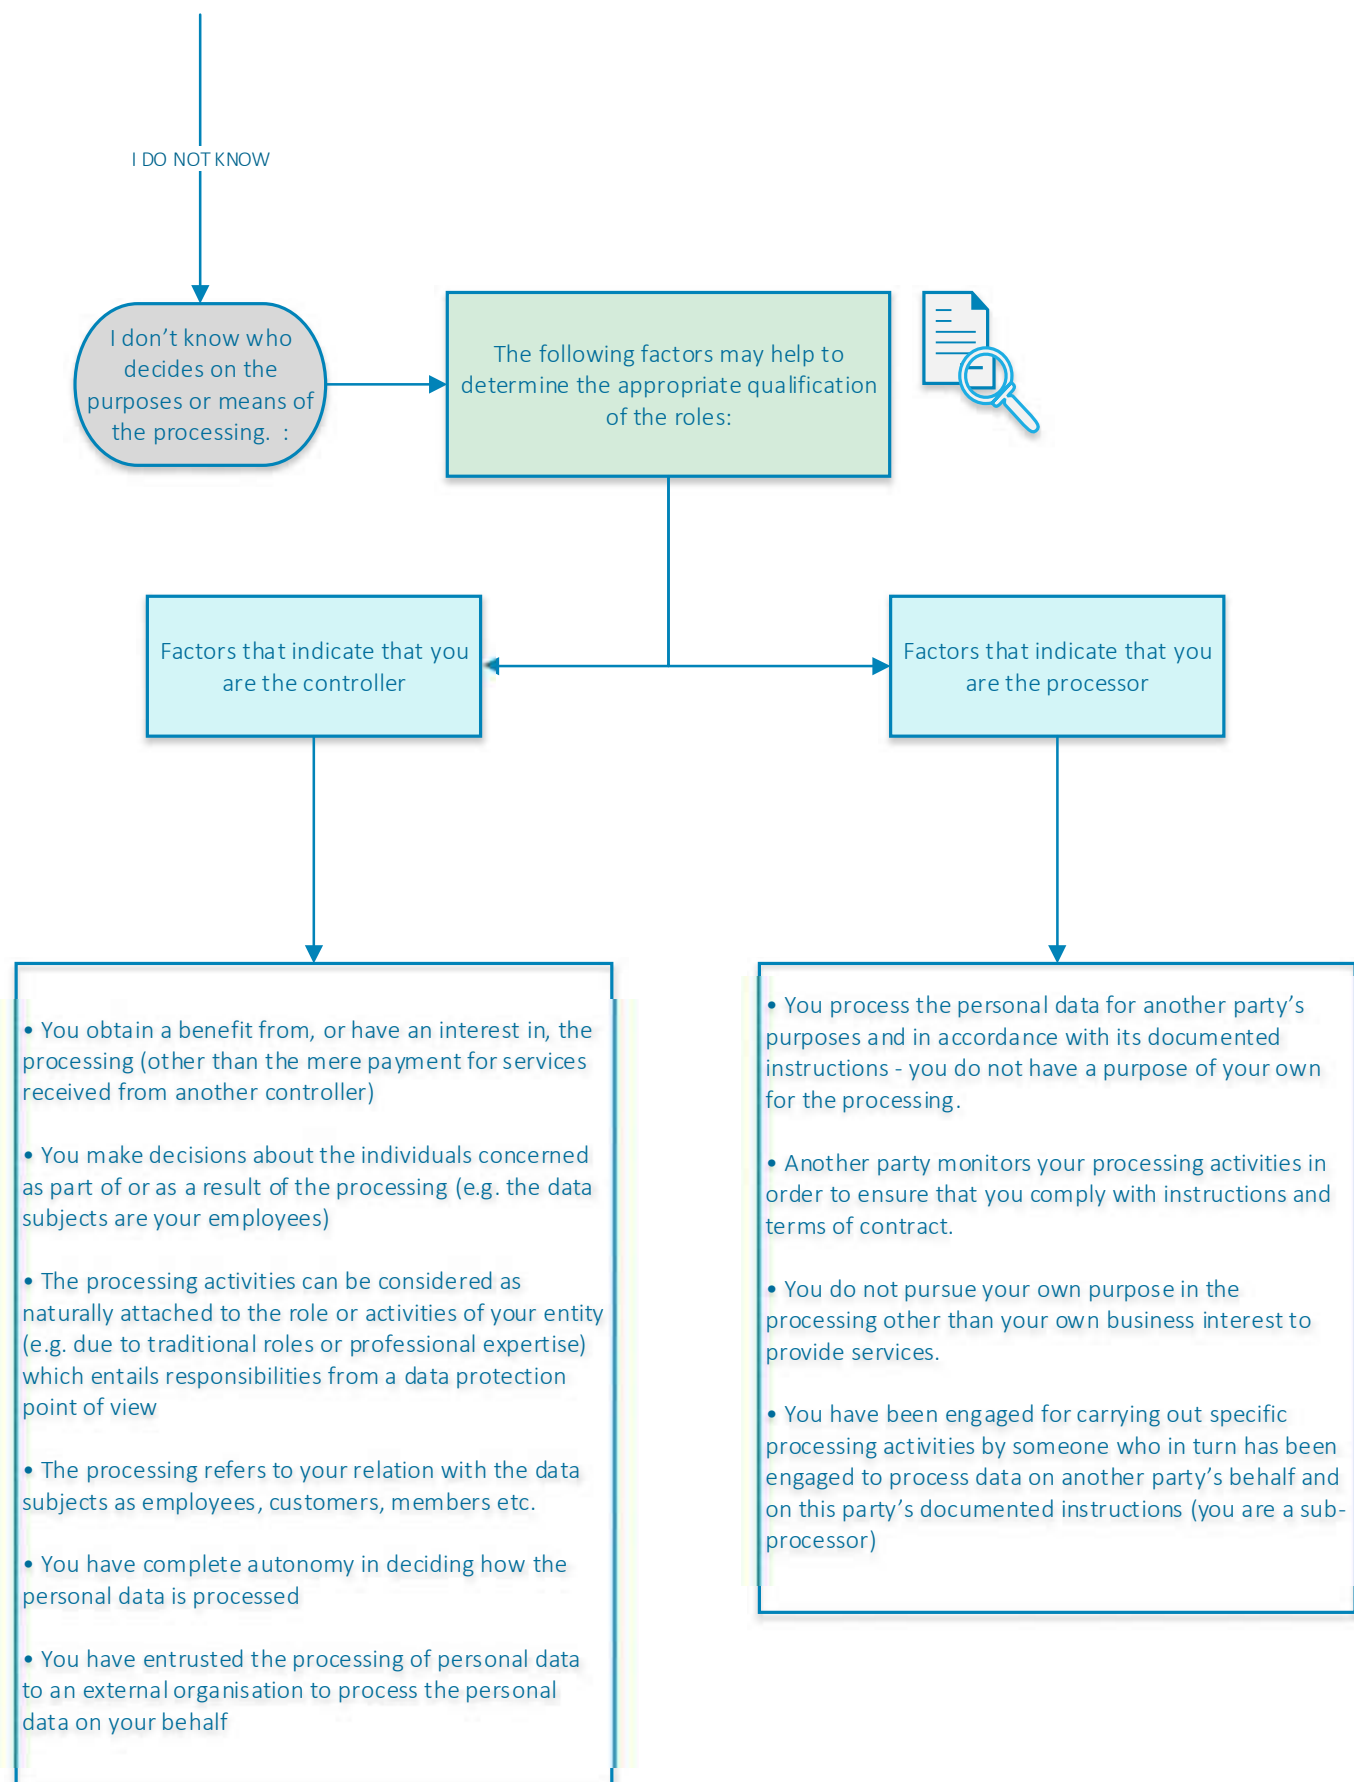 I DO NOT KNOW
I don’t know who
decides on the
purposes or means of
the processing.  :
The following factors may help to
determine the appropriate qualification
of the roles:
Factors that indicate that you
are the controller
Factors that indicate that you
are the processor
• You obtain a benefit from, or have an interest in, the
processing (other than the mere payment for services
received from another controller)
• You make decisions about the individuals concerned
as part of or as a result of the processing (e.g. the data
subjects are your employees)
• The processing activities can be considered as
naturally attached to the role or activities of your entity
(e.g. due to traditional roles or professional expertise)
which entails responsibilities from a data protection
point of view
• The processing refers to your relation with the data
subjects as employees, customers, members etc.
• You have complete autonomy in deciding how the
personal data is processed
• You have entrusted the processing of personal data
to an external organisation to process the personal
data on your behalf
• You process the personal data for another party’s
purposes and in accordance with its documented
instructions - you do not have a purpose of your own
for the processing.
• Another party monitors your processing activities in
order to ensure that you comply with instructions and
terms of contract.
• You do not pursue your own purpose in the
processing other than your own business interest to
provide services.
• You have been engaged for carrying out specific
processing activities by someone who in turn has been
engaged to process data on another party’s behalf and
on this party’s documented instructions (you are a sub-
processor)